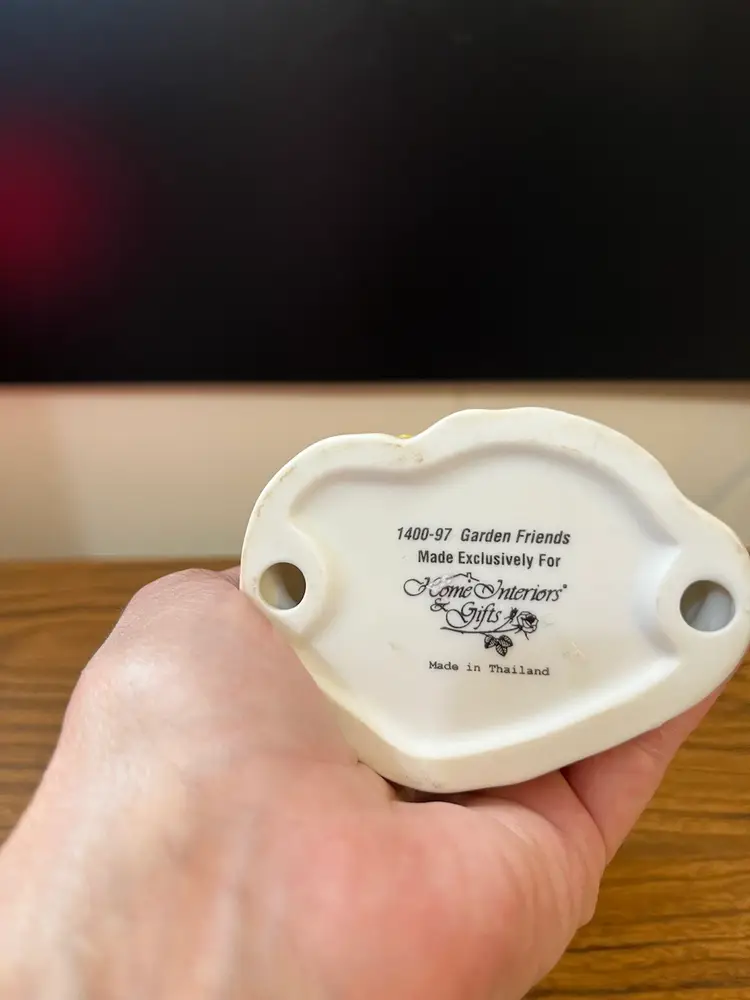 1400-97 Garden Friends
Made Exclusively For
Home Interiors®
& Gifts
Made in Thailand